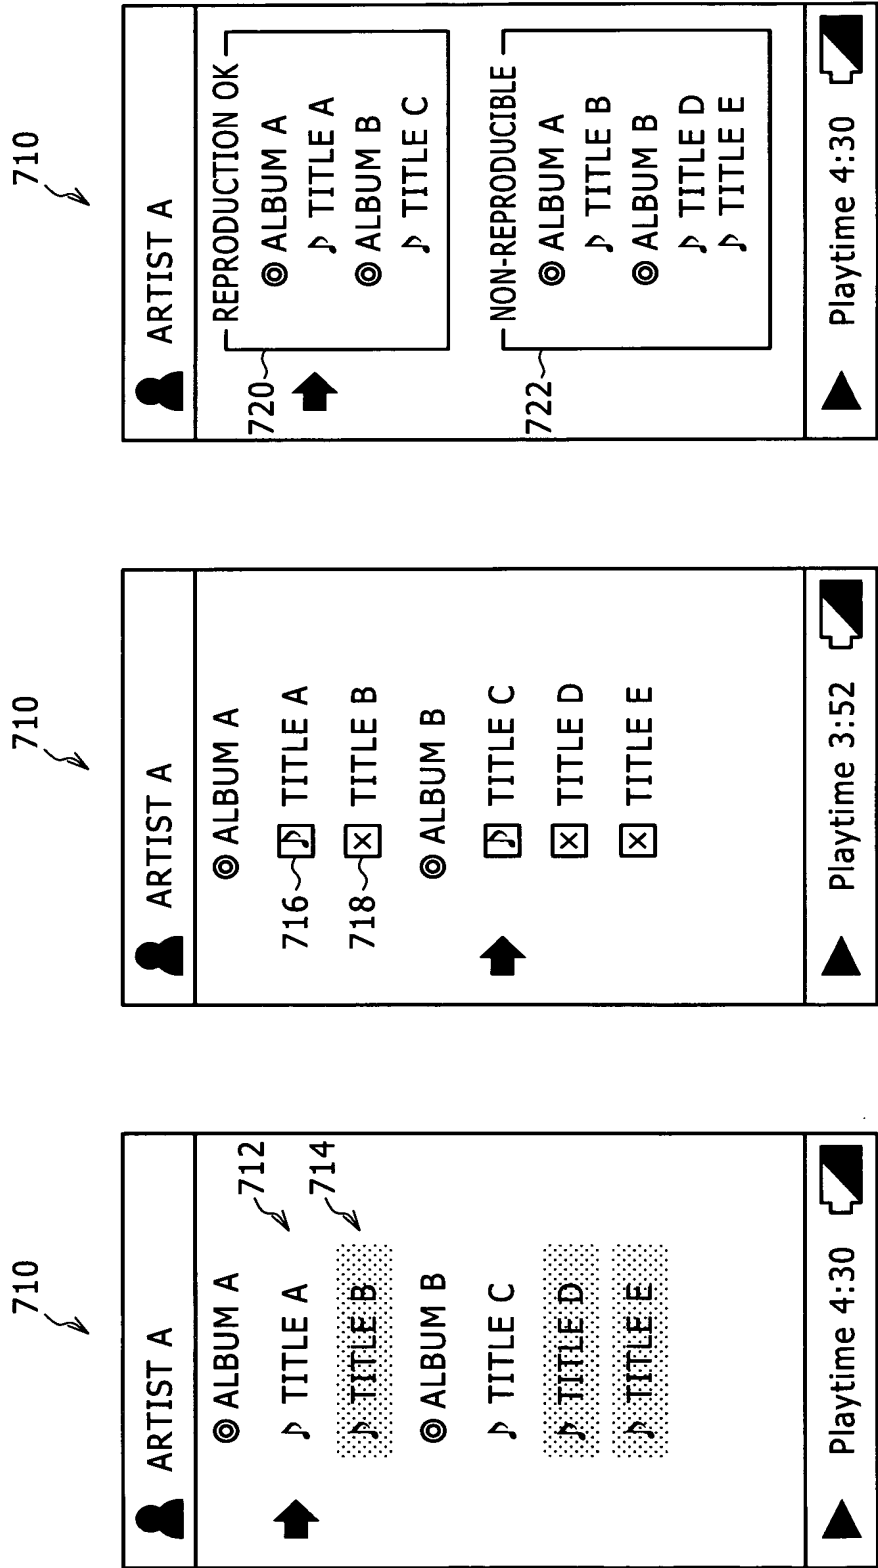 710
ARTIST A
ALBUM A
TITLE A
712
TITLE B
714
ALBUM B
TITLE C
TITLE D
TITLE E
Playtime 4:30
710
ARTIST A
ALBUM A
716 TITLE A
718 TITLE B
ALBUM B
TITLE C
TITLE D
TITLE E
Playtime 3:52
710
ARTIST A
REPRODUCTION OK
720
ALBUM A
TITLE A
ALBUM B
TITLE C
NON-REPRODUCIBLE
722
ALBUM A
TITLE B
ALBUM B
TITLE D
TITLE E
Playtime 4:30